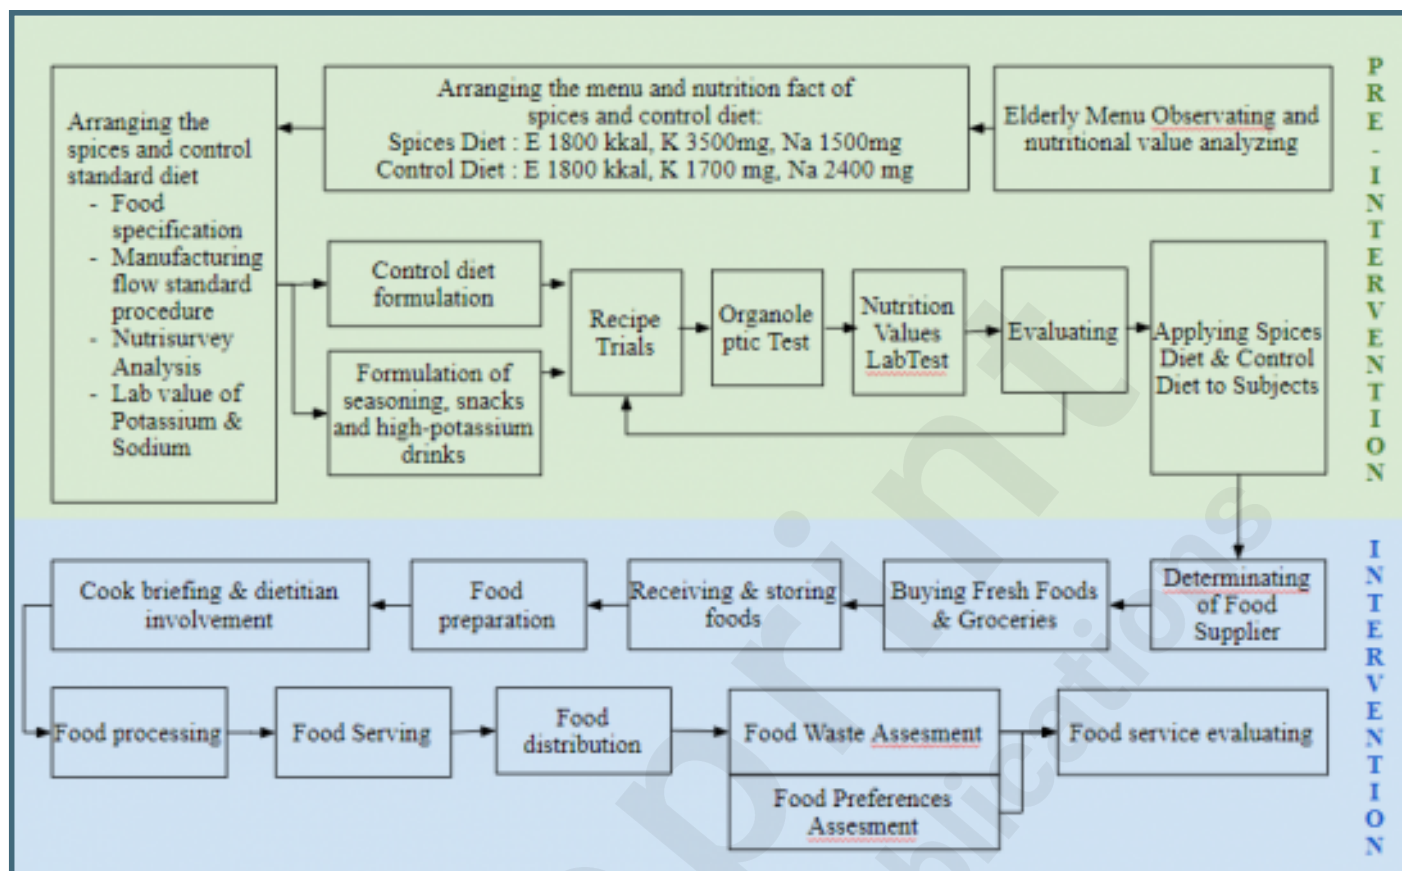 Elderly Menu Observating and
nutritional value analyzing
Arranging the menu and nutrition fact of
spices and control diet:
Spices Diet : E 1800 kkal, K 3500mg, Na 1500mg
Control Diet : E 1800 kkal, K 1700 mg, Na 2400 mg
Arranging the
spices and control
standard diet
- Food
specification
- Manufacturing
flow standard
procedure
- Nutrisurvey
Analysis
- Lab value of
Potassium &
Sodium
Control diet
formulation
Formulation of
seasoning, snacks
and high-potassium
drinks
Recipe
Trials
Organole
ptic Test
Nutrition
Values
LabTest
Evaluating
Applying Spices
Diet & Control
Diet to Subjects
PRE-INTERVENTION
Determinating
of Food
Supplier
Buying Fresh Foods
& Groceries
Receiving & storing
foods
Food
preparation
Cook briefing & dietitian
involvement
Food processing
Food Serving
Food
distribution
Food Waste Assesment
Food Preferences
Assesment
Food service evaluating
INTERVENTION